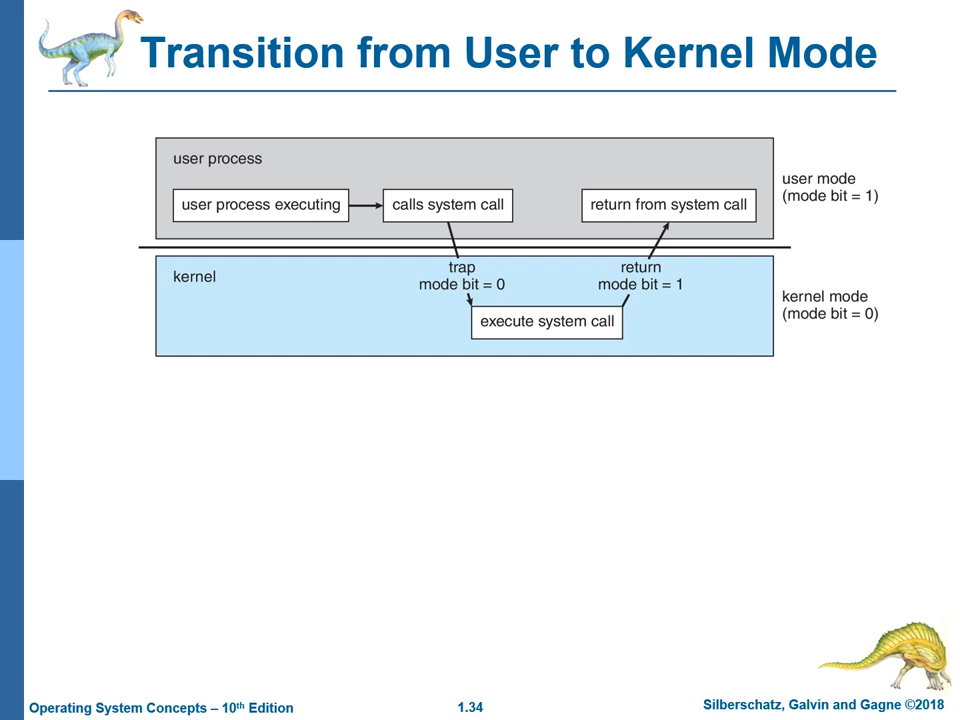 Transition from User to Kernel Mode
user process
user process executing
calls system call
return from system call
user mode
(mode bit = 1)
kernel
trap
mode bit = 0
return
mode bit = 1
execute system call
kernel mode
(mode bit = 0)
Operating System Concepts – 10th Edition
1.34
Silberschatz, Galvin and Gagne ©2018